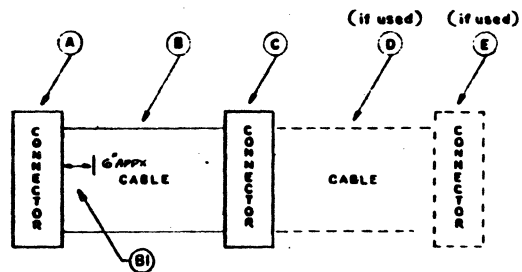 (if used) (if used)
A B C D E
CONNECTOR
6" APPX
CABLE
CONNECTOR
CABLE
CONNECTOR
B1